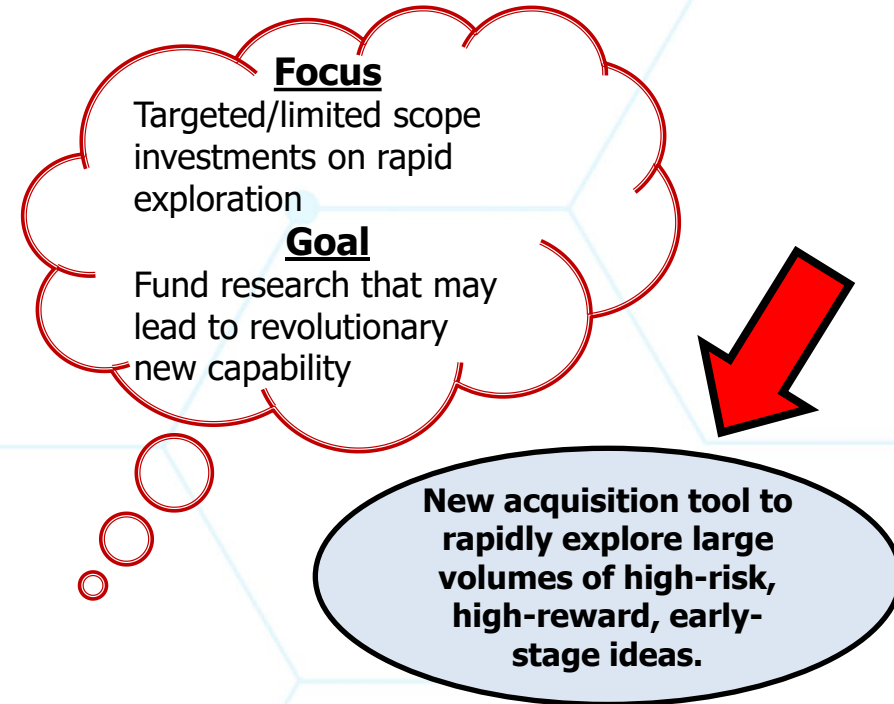 Focus
Targeted/limited scope
investments on rapid
exploration
Goal
Fund research that may
lead to revolutionary
new capability
New acquisition tool to
rapidly explore large
volumes of high-risk,
high-reward, early-
stage ideas.